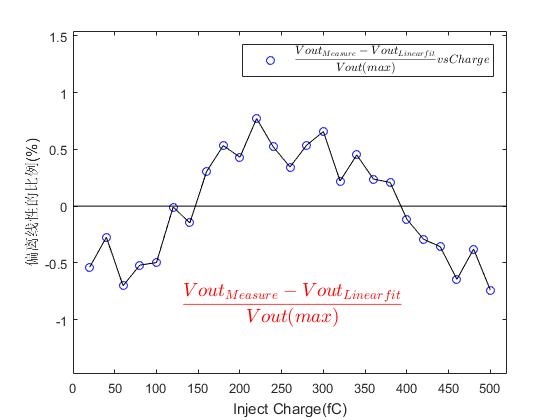 1.5
1
0.5
0
-0.5
-1
偏离线性的比例(%)
Vout_Measure − Vout_Linearfit
Vout(max)
vsCharge
Vout_Measure − Vout_Linearfit
Vout(max)
0 50 100 150 200 250 300 350 400 450 500
Inject Charge(fC)